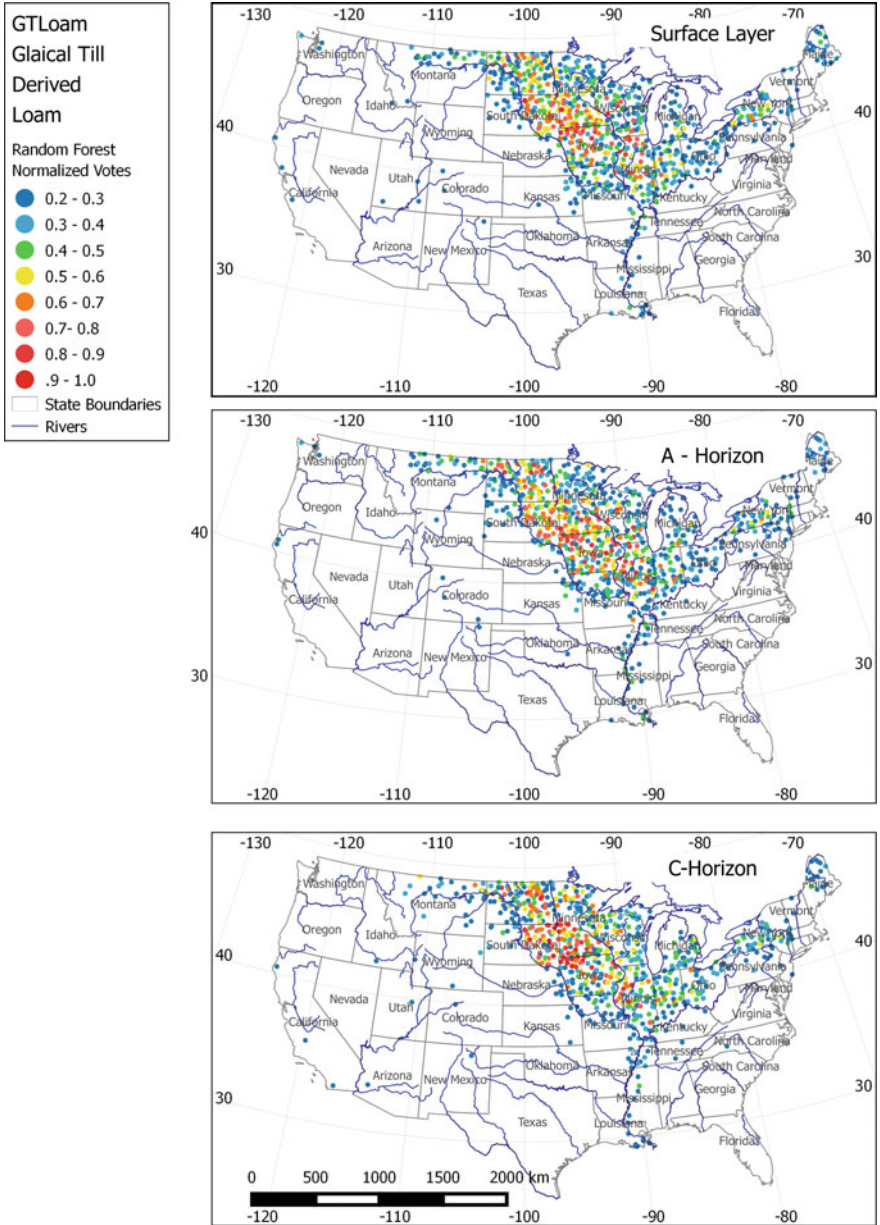 GTLoam
Glaical Till
Derived
Loam
Random Forest
Normalized Votes
0.2 - 0.3
0.3 - 0.4
0.4 - 0.5
0.5 - 0.6
0.6 - 0.7
0.7- 0.8
0.8 - 0.9
.9 - 1.0
State Boundaries
Rivers
-130 -120 -110 -100 -90 -80 -70
Surface Layer
Washington Montana Minnesota Maine
Oregon Idaho South Dakota Wisconsin Michigan Vermont New York
40 Wyoming Iowa Pennsylvania 40
Nevada Utah Nebraska Illinois Ohio Maryland
California Colorado Kansas Missouri Kentucky Virginia
Arizona New Mexico Oklahoma Arkansas Tennessee North Carolina
South Carolina
30 Texas Louisiana Mississippi Georgia 30
Florida
-120 -110 -100 -90 -80
-130 -120 -110 -100 -90 -80 -70
A - Horizon
Washington Montana Minnesota Maine
Oregon Idaho South Dakota Wisconsin Michigan Vermont New York
40 Wyoming Iowa Pennsylvania 40
Nevada Utah Nebraska Illinois Ohio Maryland
California Colorado Kansas Missouri Kentucky Virginia
Arizona New Mexico Oklahoma Arkansas Tennessee North Carolina
South Carolina
30 Texas Louisiana Mississippi Georgia 30
Florida
-120 -110 -100 -90 -80
-130 -120 -110 -100 -90 -80 -70
C-Horizon
Washington Montana Minnesota Maine
Oregon Idaho South Dakota Wisconsin Michigan Vermont New York
40 Wyoming Iowa Pennsylvania 40
Nevada Utah Nebraska Illinois Ohio Maryland
California Colorado Kansas Missouri Kentucky Virginia
Arizona New Mexico Oklahoma Arkansas Tennessee North Carolina
South Carolina
30 Texas Louisiana Mississippi Georgia 30
Florida
0 500 1000 1500 2000 km
-120 -110 -100 -90 -80